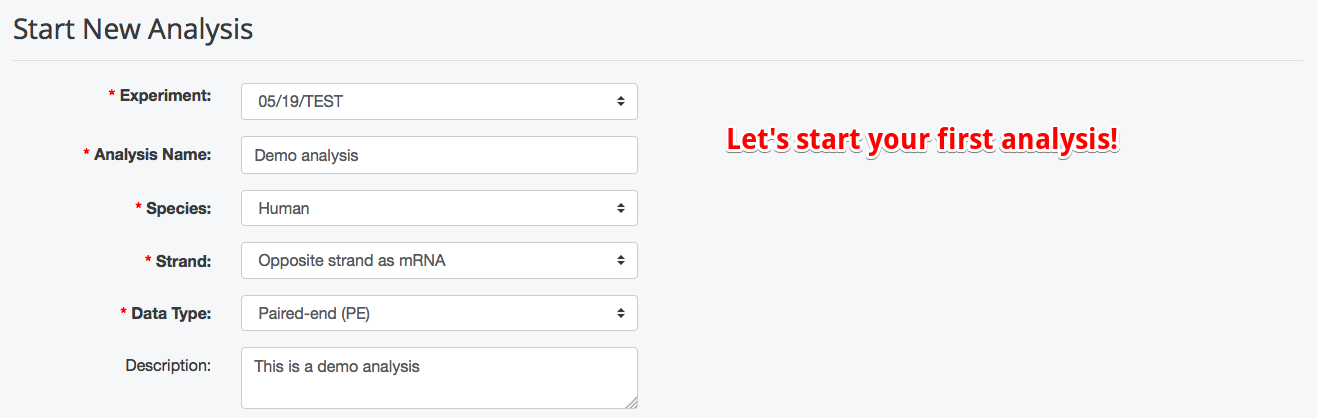 Start New Analysis
* Experiment: 05/19/TEST
Let's start your first analysis!
* Analysis Name: Demo analysis
* Species: Human
* Strand: Opposite strand as mRNA
* Data Type: Paired-end (PE)
Description: This is a demo analysis